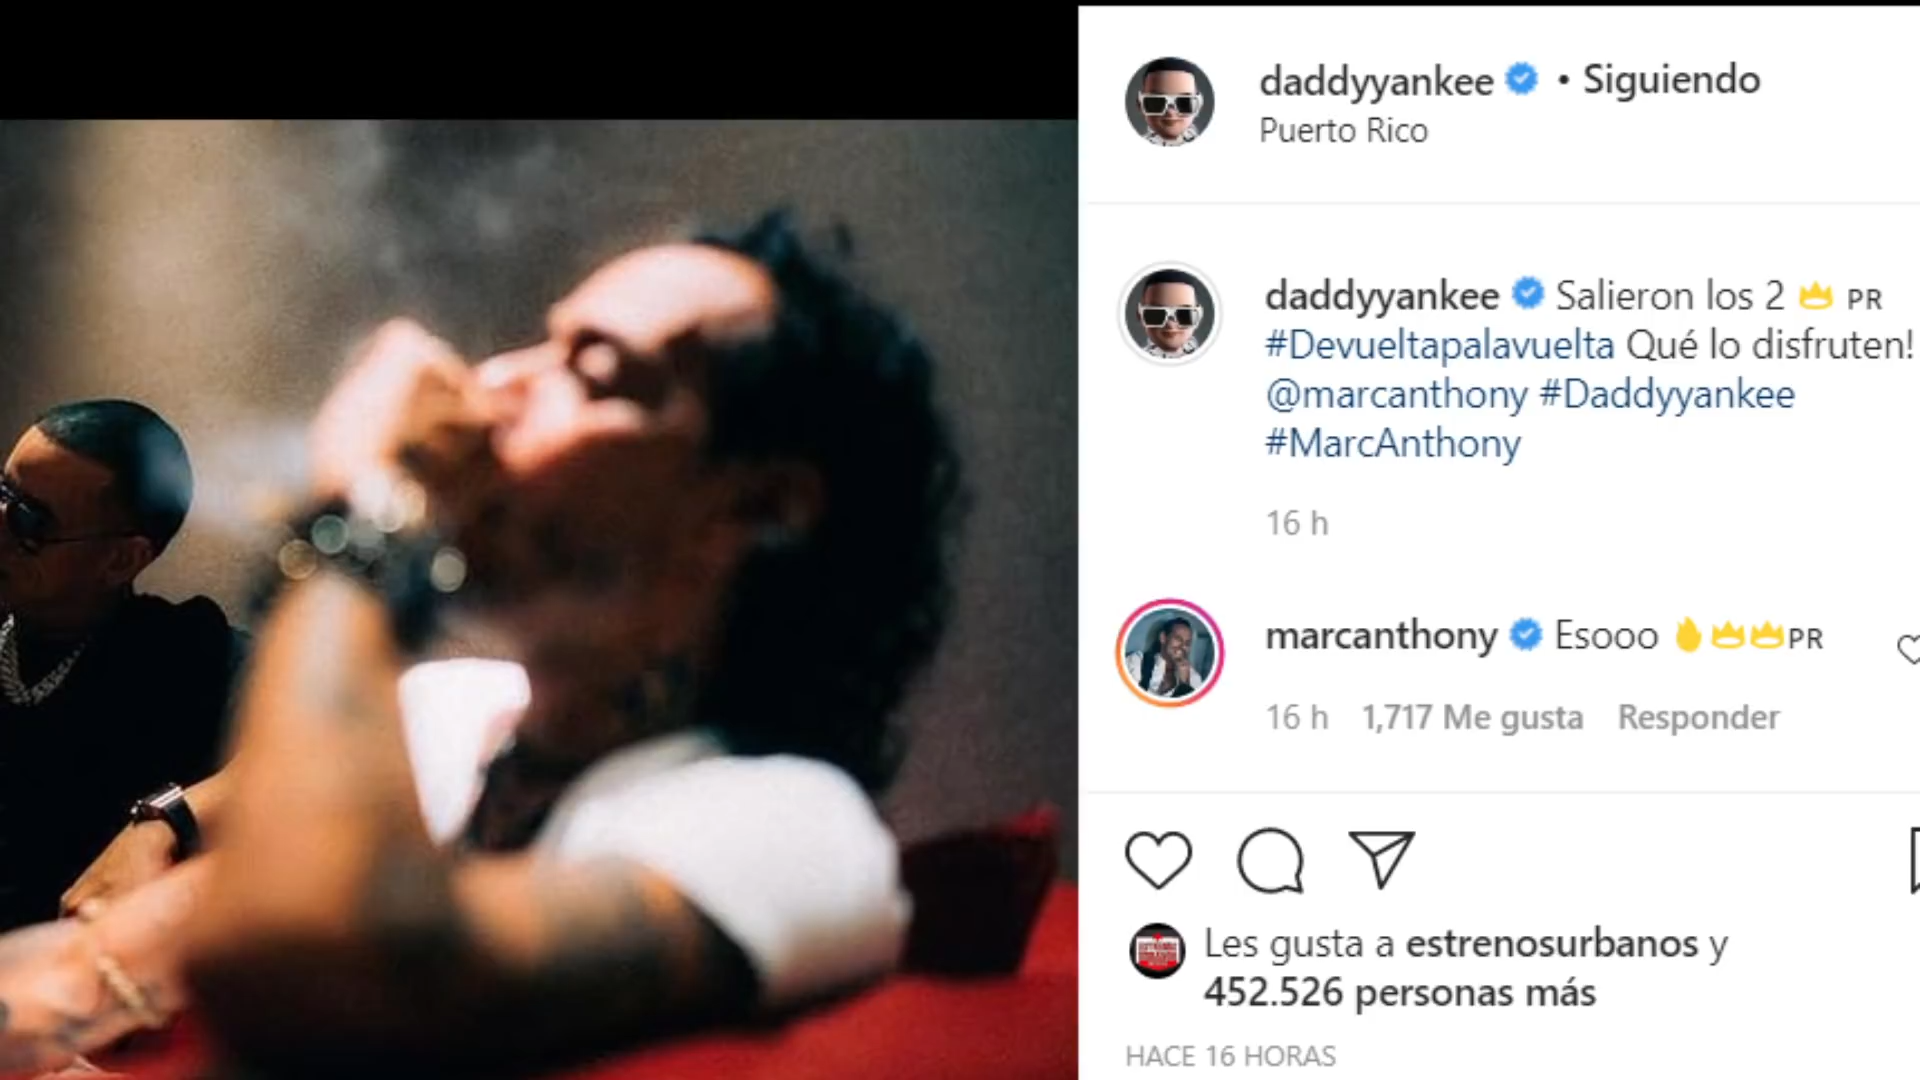 daddyyankee • Siguiendo
Puerto Rico
daddyyankee Salieron los 2 👑 PR
#Devueltapalavuelta Qué lo disfruten!
@marcanthony #Daddyyankee
#MarcAnthony
16 h
marcanthony Esooo 🔥👑👑PR
16 h 1,717 Me gusta Responder
Les gusta a estrenosurbanos y
452.526 personas más
HACE 16 HORAS